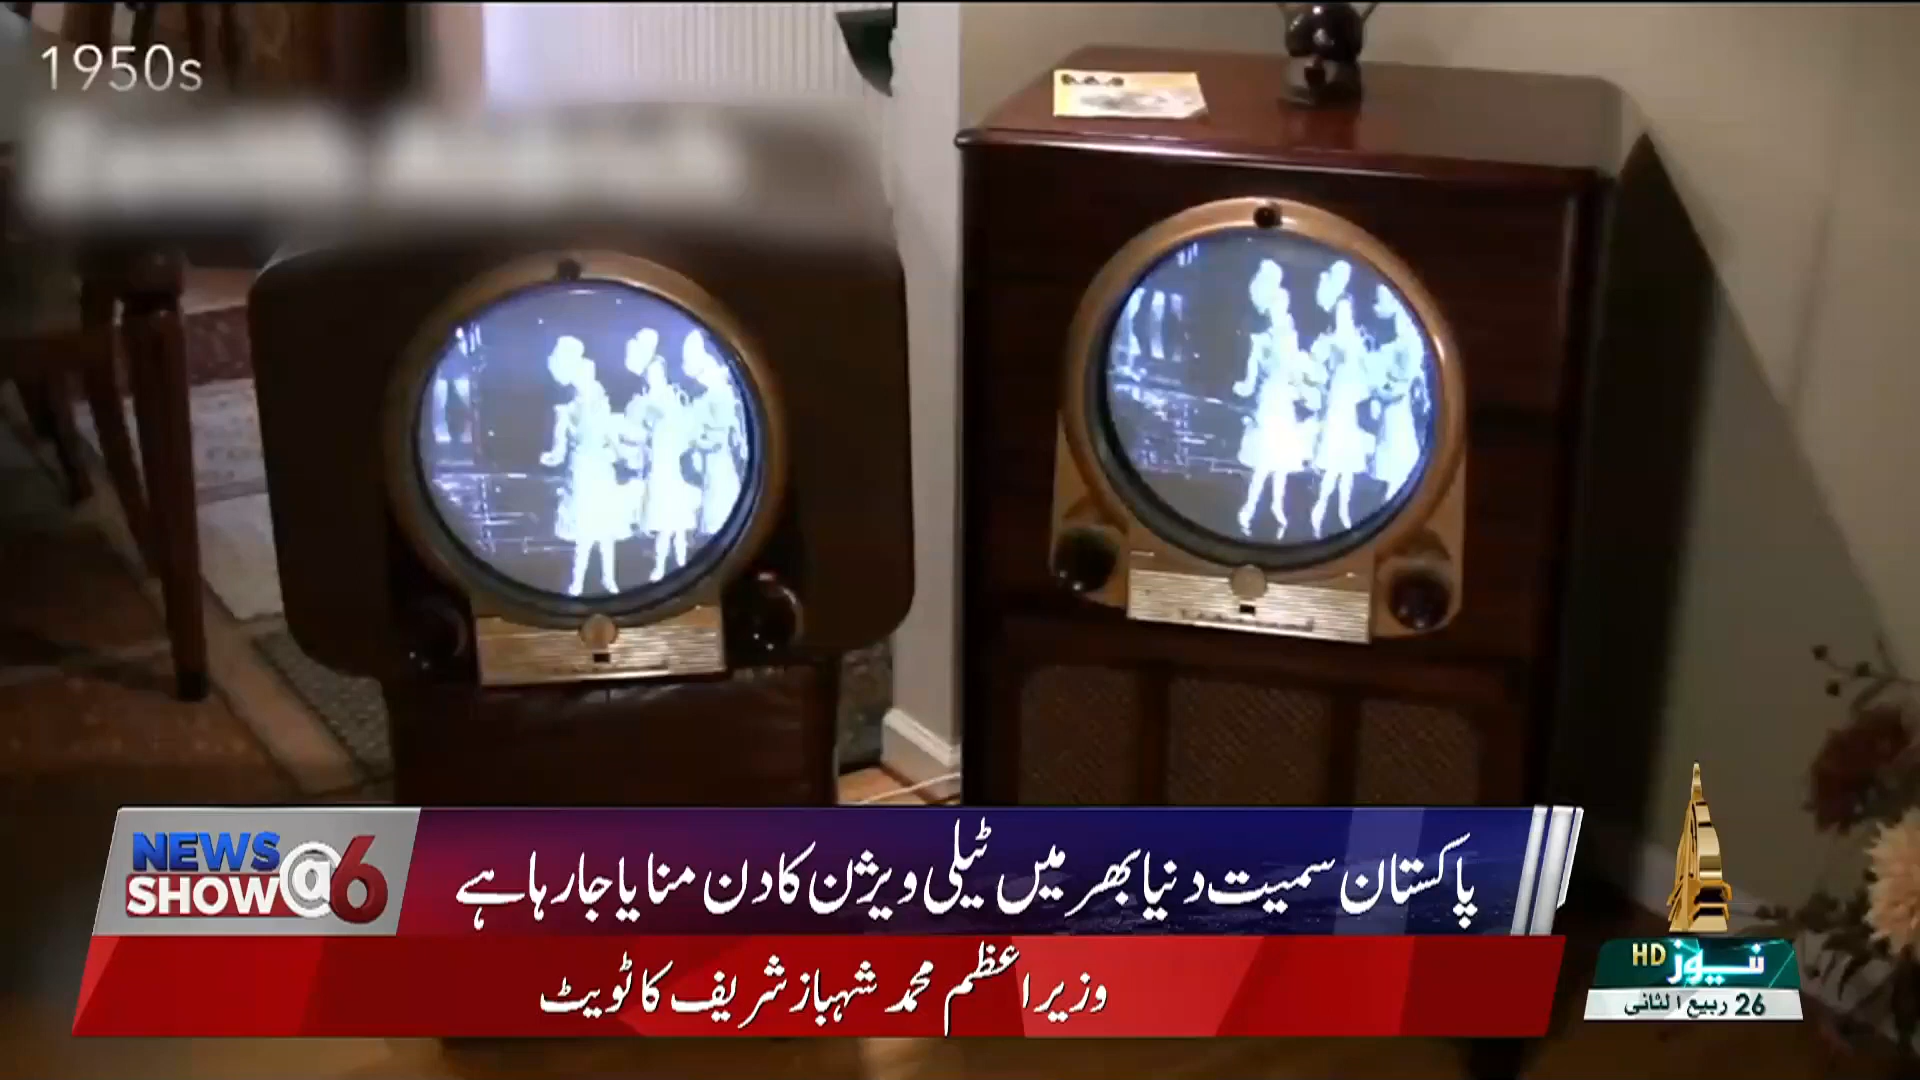 1950s
NEWS
SHOW@6
پاکستان سمیت دنیا بھر میں ٹیلی ویژن کا دن منایا جا رہا ہے
وزیراعظم محمد شہباز شریف کا ٹویٹ
نیوز HD
26 ربیع الثانی